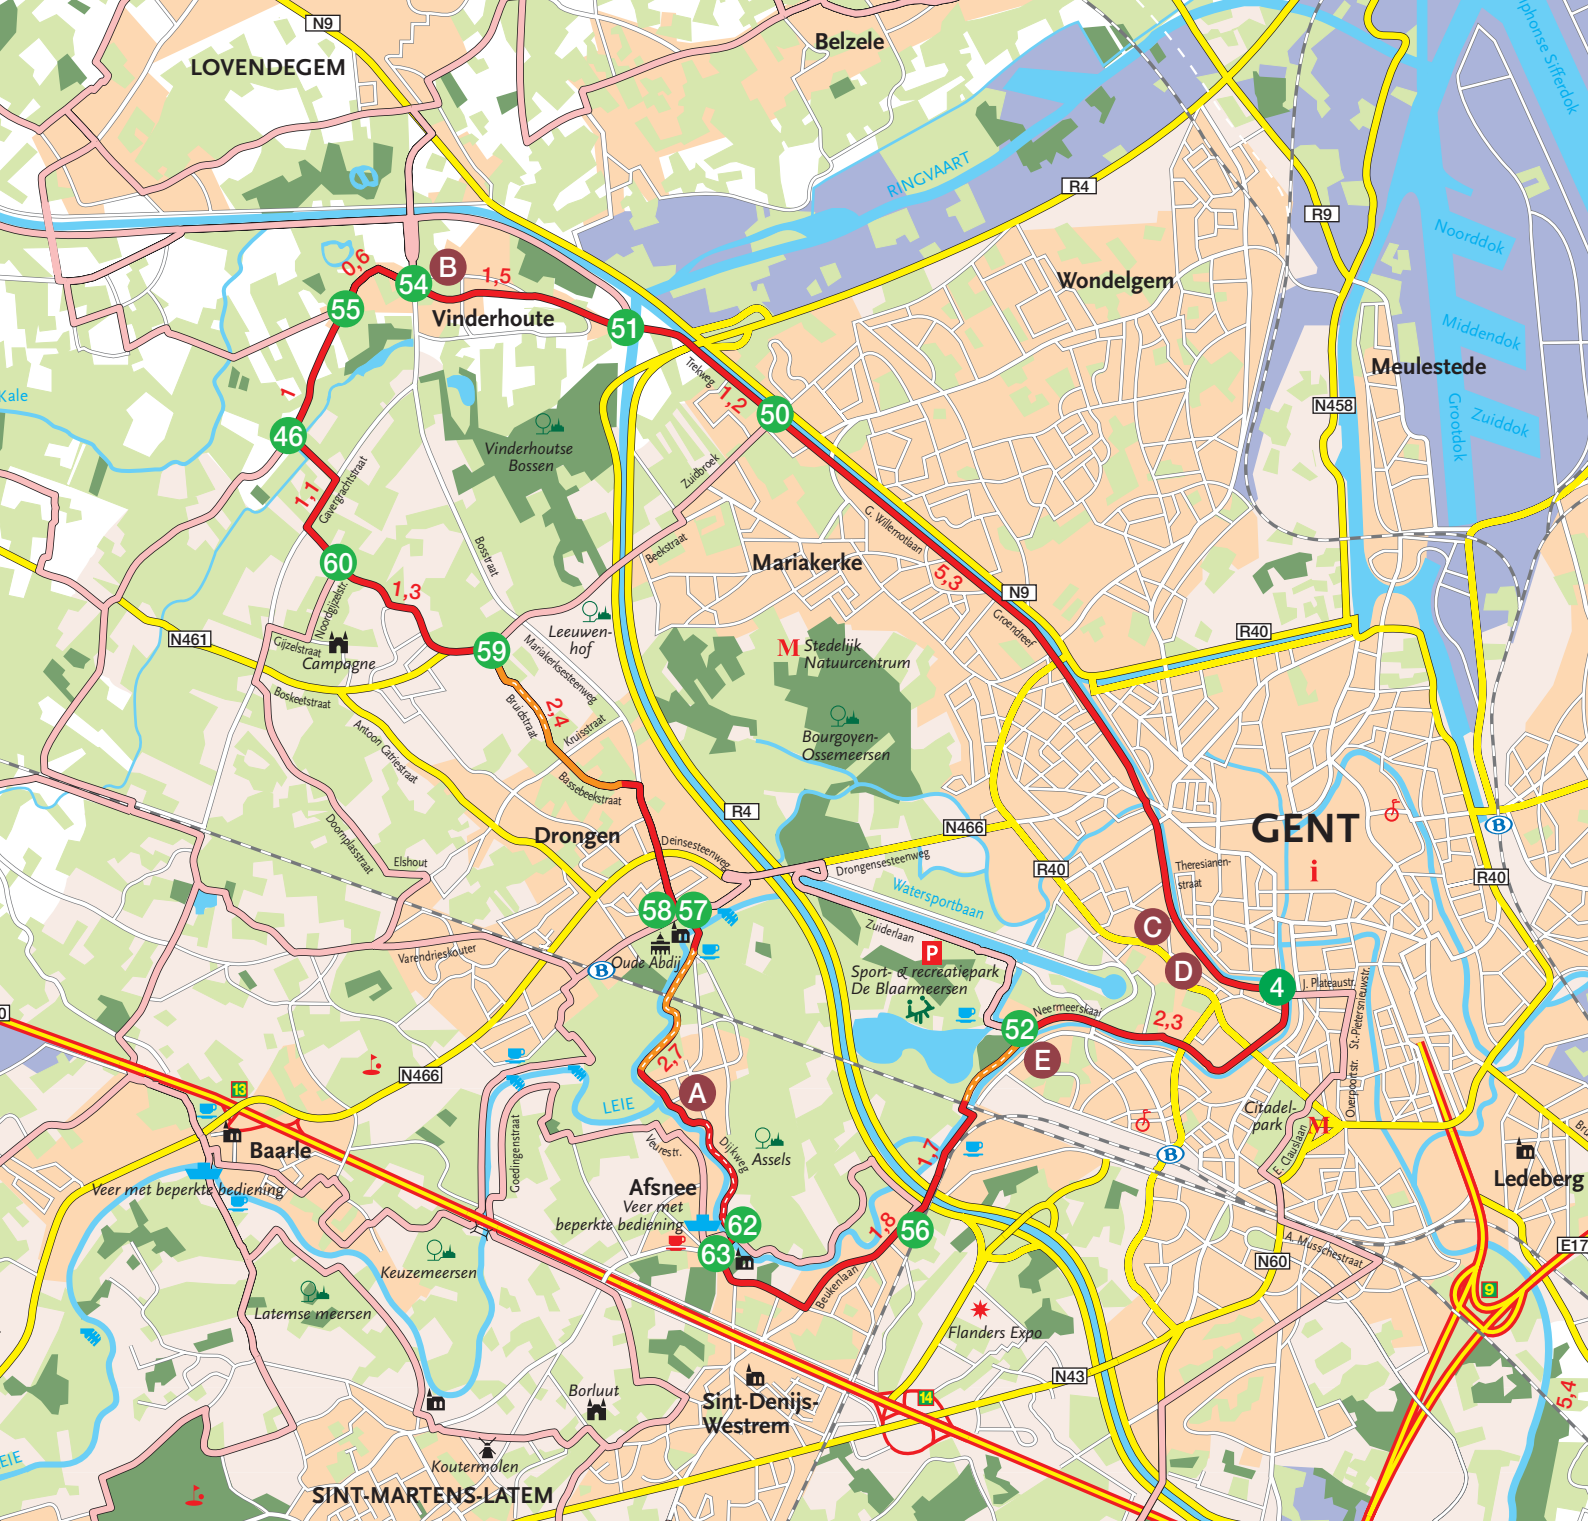 N9
LOVENDEGEM
Belzele
RINGVAART
R4
R9
Noorddok
Middendok
Grootdok
Zuiddok
Wondelgem
Meulestede
N458
0,6
54
B
1,5
55
Vinderhoute
51
Trekweg
1,2
50
Kale
1
46
Vinderhoutse
Bossen
Zuidbroek
1,1
Gavergrachtstraat
G. Willemotlaan
Bosstraat
Beekstraat
Mariakerke
5,3
N9
60
1,3
Groendreef
R40
N461
Noordgijzelstr.
Gijzelstraat
Campagne
59
Leeuwen-
hof
Mariakerksesteenweg
M
Stedelijk
Natuurcentrum
Boskeetstraat
Bruidstraat
2,4
Kruisstraat
Bourgoyen-
Ossemeersen
Antoon Catriestraat
Bassebeekstraat
R4
Drongen
Deinsesteenweg
N466
Drongensesteenweg
GENT
i
B
R40
R40
Theresianen-
straat
Doornplasstraat
Elshout
Watersportbaan
58
57
Zuiderlaan
C
Varendrieskouter
Oude Abdij
B
P
Sport- & recreatiepark
De Blaarmeersen
D
4
J. Plateaustr.
St.-Pietersnieuwstr.
Neermeerskaai
52
2,3
E
2,7
Overpoortstr.
13
N466
A
LEIE
Citadel-
park
M
Baarle
Goedingenstraat
Veurestr.
Dijkweg
Assels
1,7
B
E. Clauslaan
Ledeberg
Veer met beperkte bediening
Afsnee
Veer met
beperkte bediening
62
63
1,8
56
A. Musschestraat
E17
N60
Keuzemeersen
Beukenlaan
9
Latemse meersen
Flanders Expo
N43
Borluut
14
Sint-Denijs-
Westrem
5,4
Koutermolen
SINT-MARTENS-LATEM